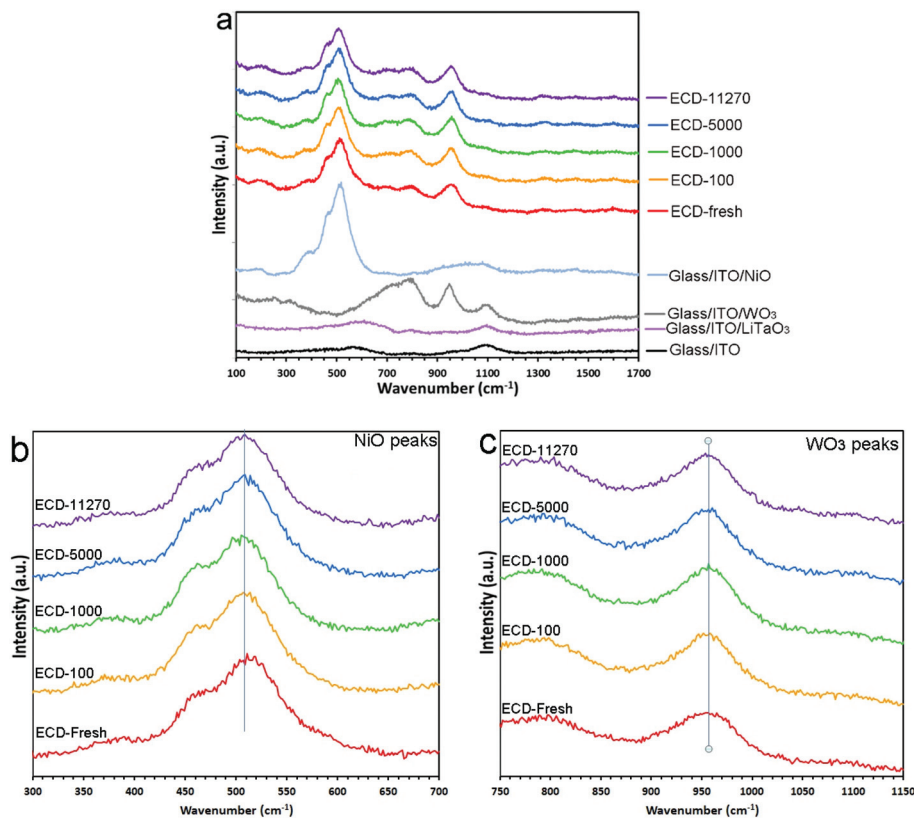 a
Intensity (a.u.)
ECD-11270
ECD-5000
ECD-1000
ECD-100
ECD-fresh
Glass/ITO/NiO
Glass/ITO/WO₃
Glass/ITO/LiTaO₃
Glass/ITO
100 300 500 700 900 1100 1300 1500 1700
Wavenumber (cm⁻¹)
b
NiO peaks
Intensity (a.u.)
ECD-11270
ECD-5000
ECD-1000
ECD-100
ECD-Fresh
300 350 400 450 500 550 600 650 700
Wavenumber (cm⁻¹)
c
WO₃ peaks
Intensity (a.u.)
ECD-11270
ECD-5000
ECD-1000
ECD-100
ECD-Fresh
750 800 850 900 950 1000 1050 1100 1150
Wavenumber (cm⁻¹)